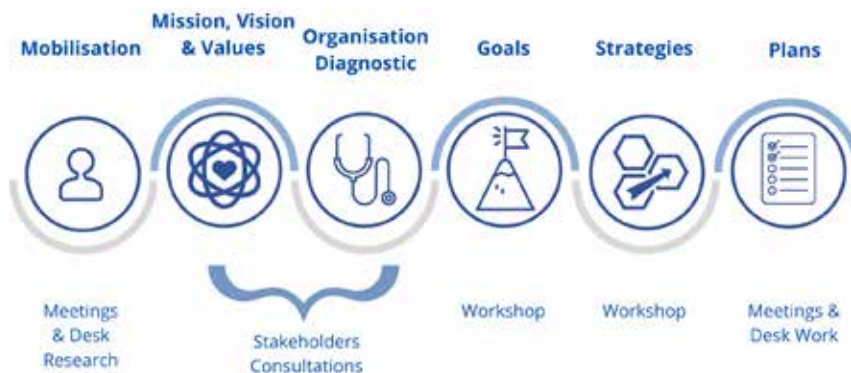 Mobilisation
Mission, Vision
& Values
Organisation
Diagnostic
Goals
Strategies
Plans
Meetings
& Desk
Research
Stakeholders
Consultations
Workshop
Workshop
Meetings &
Desk Work